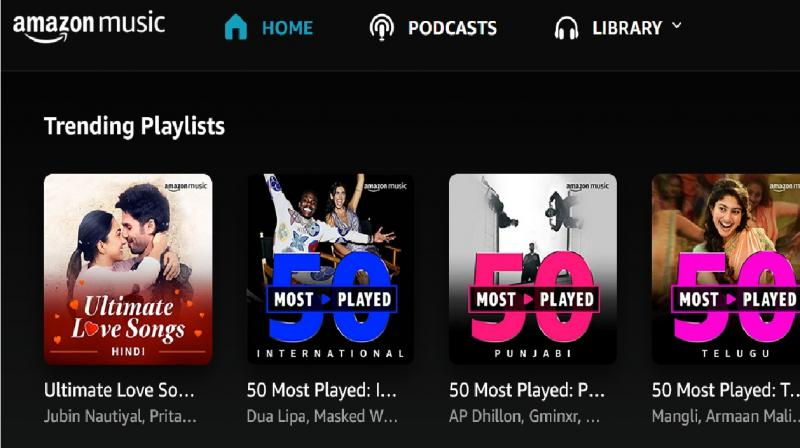 amazon music
HOME
PODCASTS
LIBRARY
Trending Playlists
amazon music
Ultimate
Love Songs
HINDI
Ultimate Love So...
Jubin Nautiyal, Prita...
amazon music
50
MOST PLAYED
INTERNATIONAL
50 Most Played: I...
Dua Lipa, Masked W...
amazon music
50
MOST PLAYED
PUNJABI
50 Most Played: P...
AP Dhillon, Gminxr, ...
amazon music
50
MOST PLAYED
TELUGU
50 Most Played: T...
Mangli, Armaan Mali...